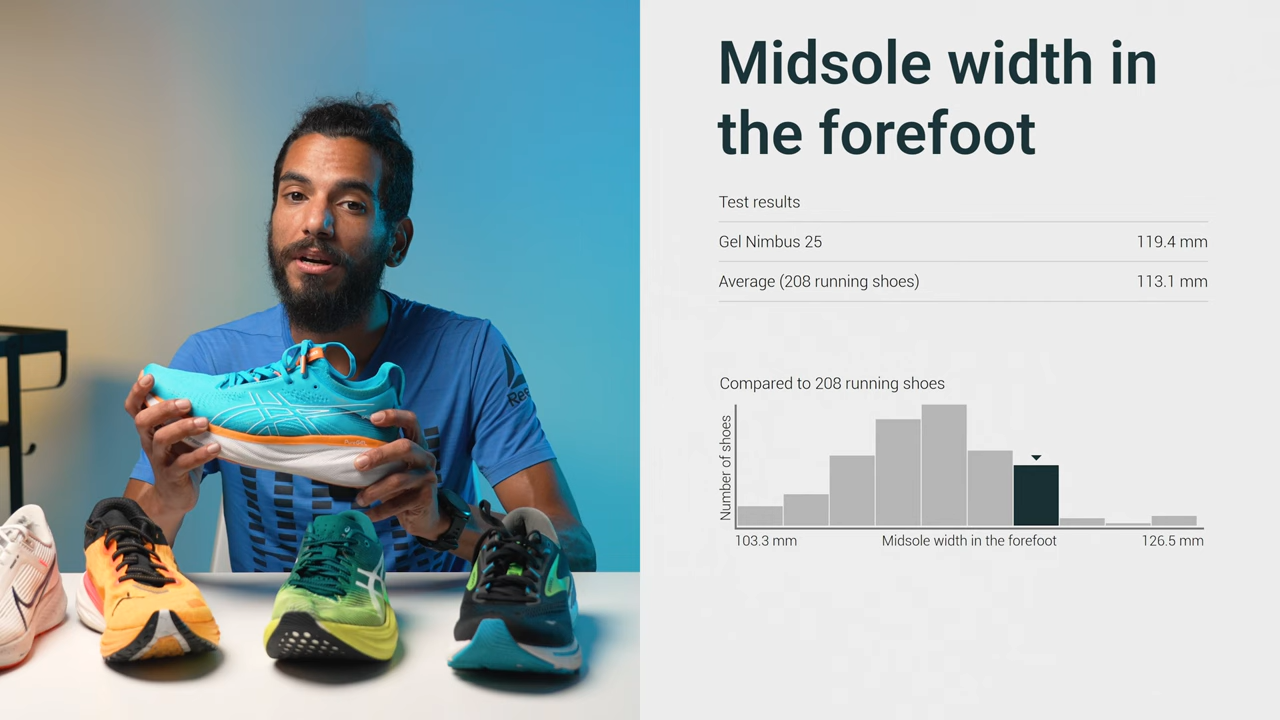 Midsole width in
the forefoot
Test results
Gel Nimbus 25 119.4 mm
Average (208 running shoes) 113.1 mm
Compared to 208 running shoes
Number of shoes
103.3 mm Midsole width in the forefoot 126.5 mm